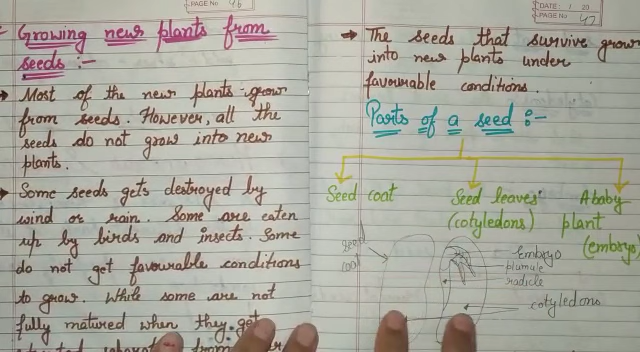 PAGE No 46
Growing new plants from
seeds :-
→ Most of the new plants grow
from seeds. However, all the
seeds do not grow into new
plants.
→ Some seeds gets destroyed by
wind or rain. Some are eaten
up by birds and insects. Some
do not get favourable conditions
to grow. While some are not
fully matured when they get
from
DATE: 1 20
PAGE No 47
→ The seeds that survive grow
into new plants under
favourable conditions.
Parts of a seed :-
Seed coat
Seed leaves
(cotyledons)
A baby
plant
(embryo)
seed
coat
Embryo
plumule
radicle
cotyledons